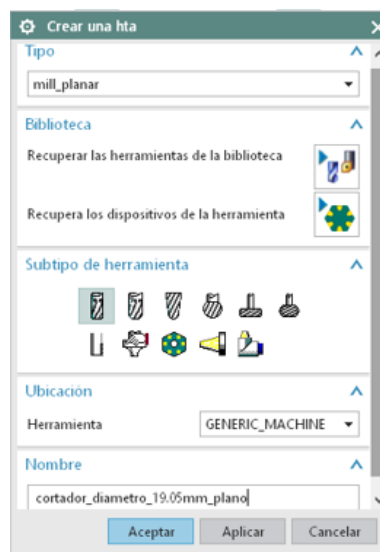 Crear una hta
Tipo
mill_planar
Biblioteca
Recuperar las herramientas de la biblioteca
Recupera los dispositivos de la herramienta
Subtipo de herramienta
Ubicación
Herramienta GENERIC_MACHINE
Nombre
cortador_diametro_19.05mm_plano
Aceptar Aplicar Cancelar